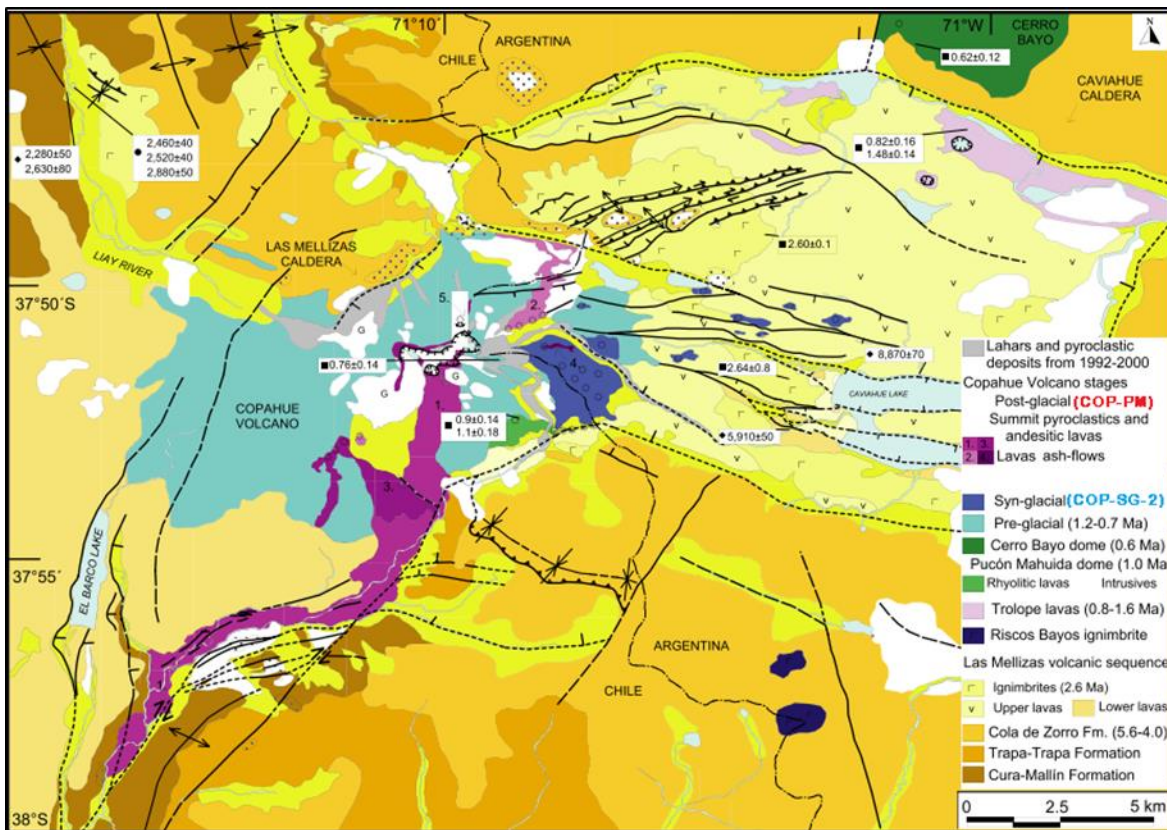 71°10´
71°W
N
ARGENTINA
CHILE
CERRO
BAYO
0.62±0.12
CAVIAHUE
CALDERA
2,280±50
2,630±80
2,460±40
2,520±40
2,880±50
0.82±0.16
1.48±0.14
LAS MELLIZAS
CALDERA
LIAY RIVER
2.60±0.1
37°50´S
5.
2.
G
0.76±0.14
G
G
4.
2.64±0.8
8,870±70
CAVIAHUE LAKE
COPAHUE
VOLCANO
1.
0.9±0.14
1.1±0.18
5,910±50
3.
EL BARCO LAKE
37°55´S
ARGENTINA
CHILE
1.
38°S
Lahars and pyroclastic
deposits from 1992-2000
Copahue Volcano stages
Post-glacial (COP-PM)
Summit pyroclastics and
andesitic lavas
1. 3.
2.
Lavas ash-flows
Syn-glacial (COP-SG-2)
Pre-glacial (1.2-0.7 Ma)
Cerro Bayo dome (0.6 Ma)
Pucón Mahuida dome (1.0 Ma)
Rhyolitic lavas Intrusives
Trolope lavas (0.8-1.6 Ma)
Riscos Bayos ignimbrite
Las Mellizas volcanic sequence
Ignimbrites (2.6 Ma)
v Upper lavas Lower lavas
Cola de Zorro Fm. (5.6-4.0)
Trapa-Trapa Formation
Cura-Mallín Formation
0 2.5 5 km